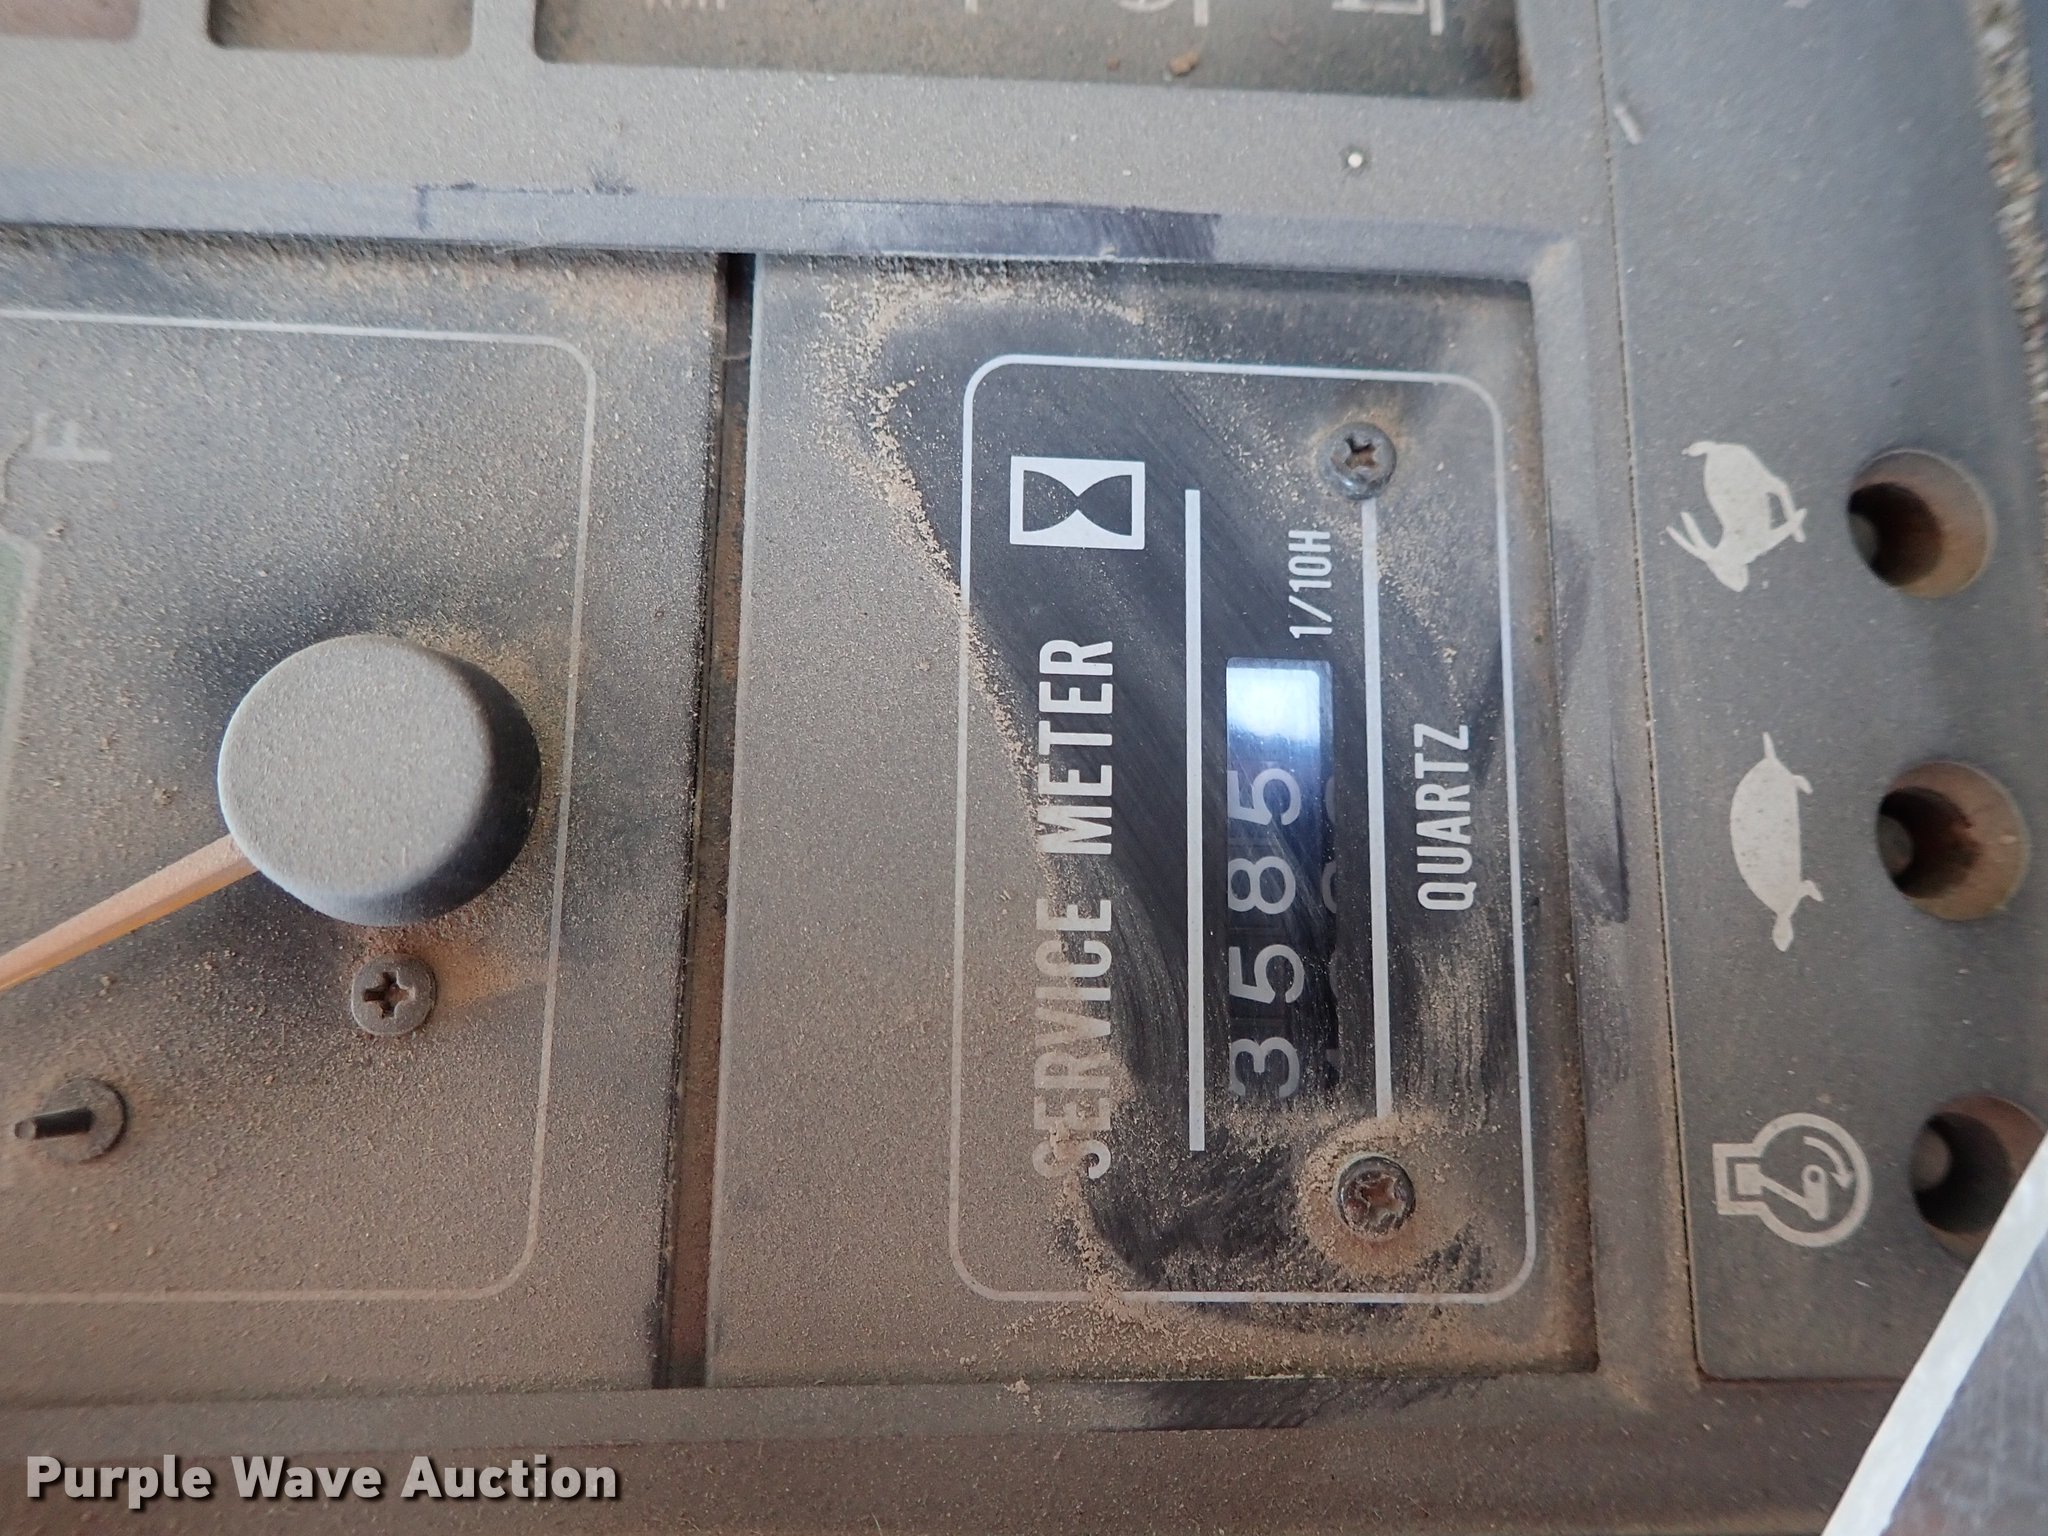 SERVICE METER
3585
1/10H
QUARTZ
F
Purple Wave Auction